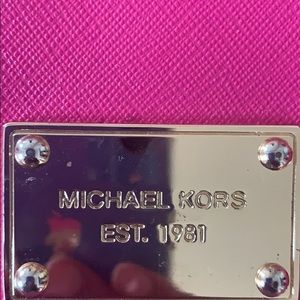 MICHAEL KORS
EST. 1981